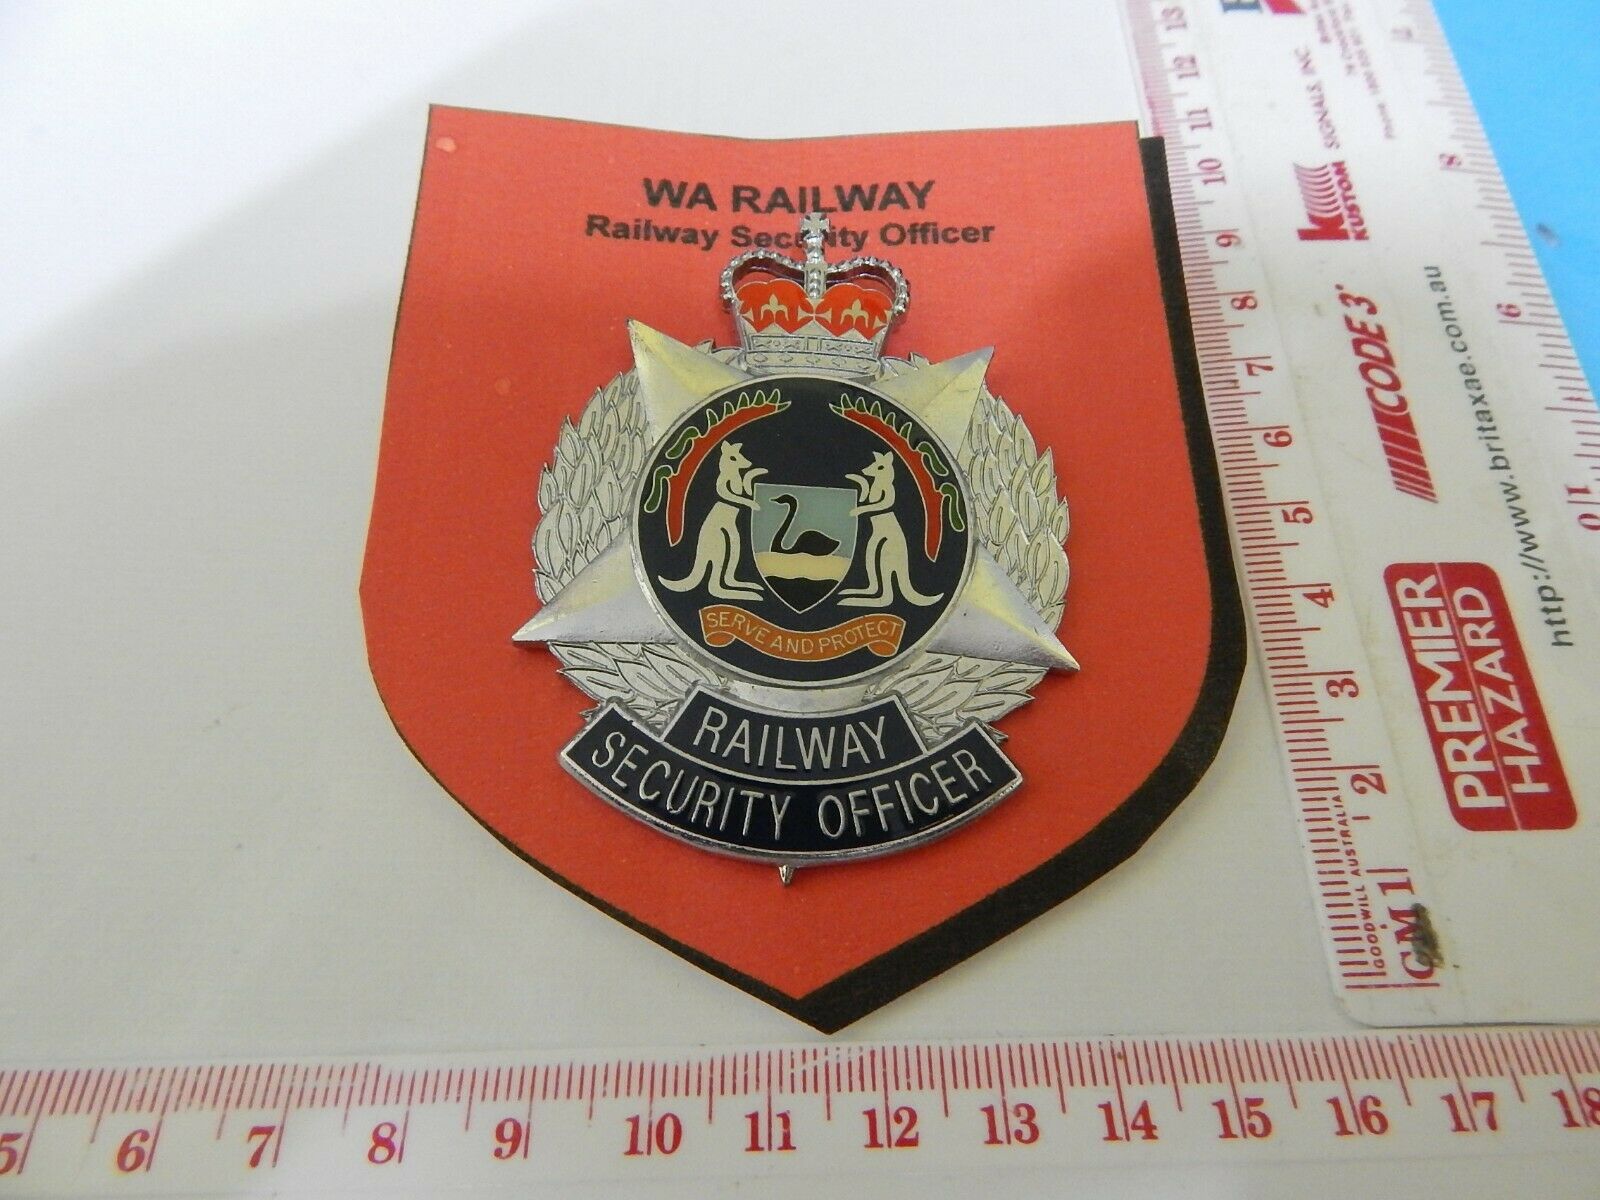 WA RAILWAY
Railway Security Officer
SERVE AND PROTECT
RAILWAY
SECURITY OFFICER
KUSTOM SIGNALS, INC
CODE 3
http://www.britaxae.com.au
PREMIER
HAZARD
GOODWILL AUSTRALIA
CM 1 2 3 4 5 6 7 8 9 10 11 12 13
5 6 7 8 9 10 11 12 13 14 15 16 17 18